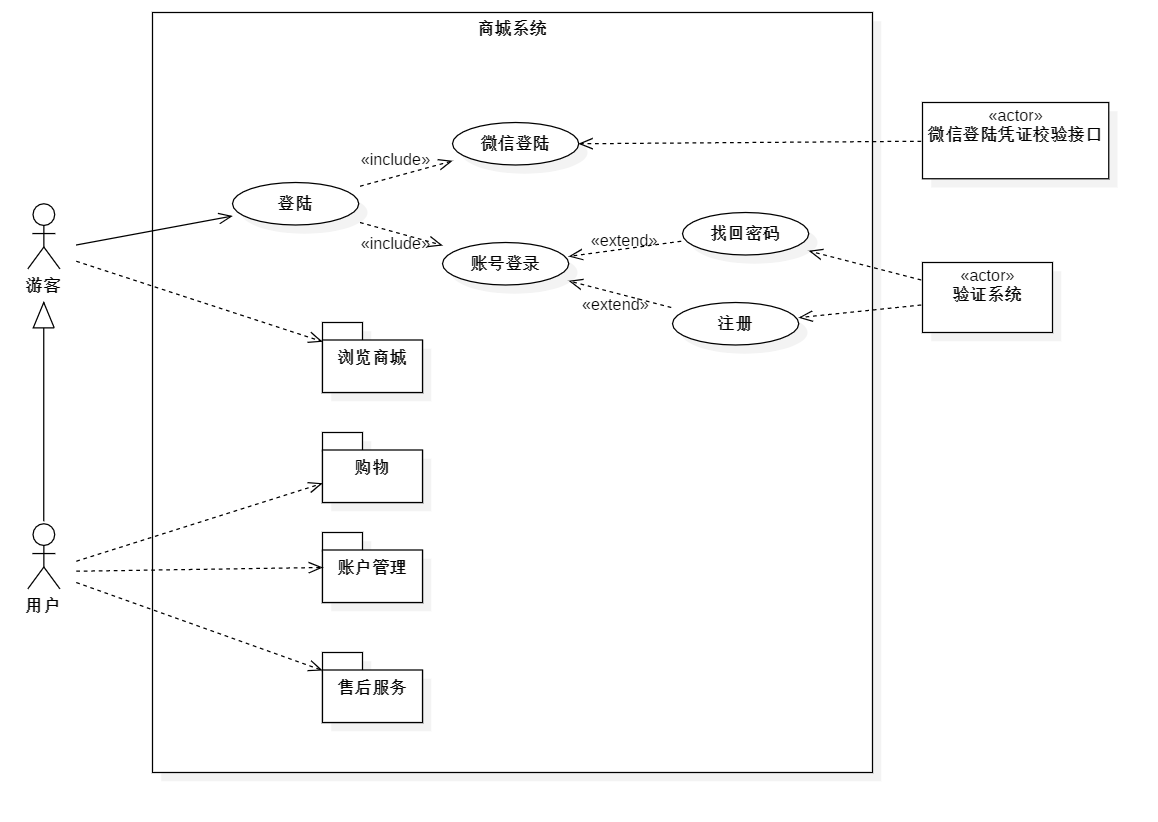 商城系统
«actor»
微信登陆凭证校验接口
微信登陆
«include»
登陆
«include»
账号登录
«extend»
找回密码
«extend»
注册
«actor»
验证系统
游客
浏览商城
购物
账户管理
用户
售后服务